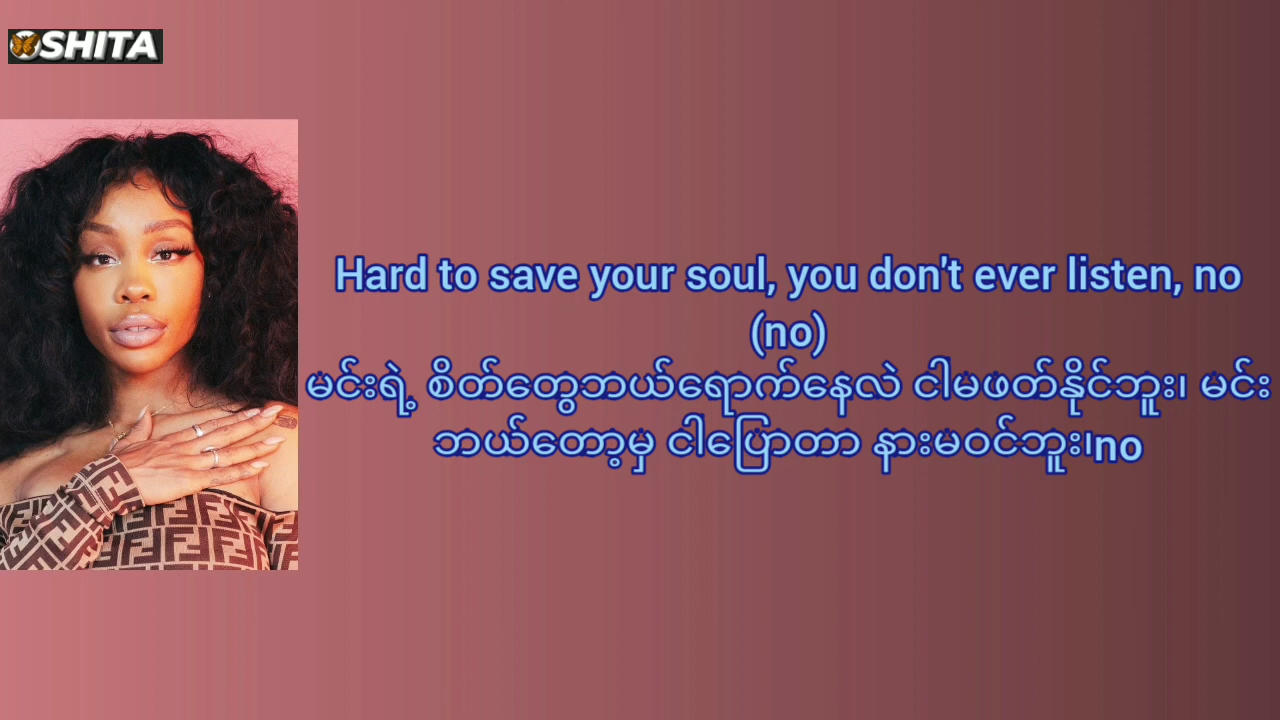 SHITA
Hard to save your soul, you don't ever listen, no
(no)
မင်းရဲ့ စိတ်တွေဘယ်ရောက်နေလဲ ငါမဖတ်နိုင်ဘူး၊ မင်း
ဘယ်တော့မှ ငါပြောတာ နားမဝင်ဘူး၊no